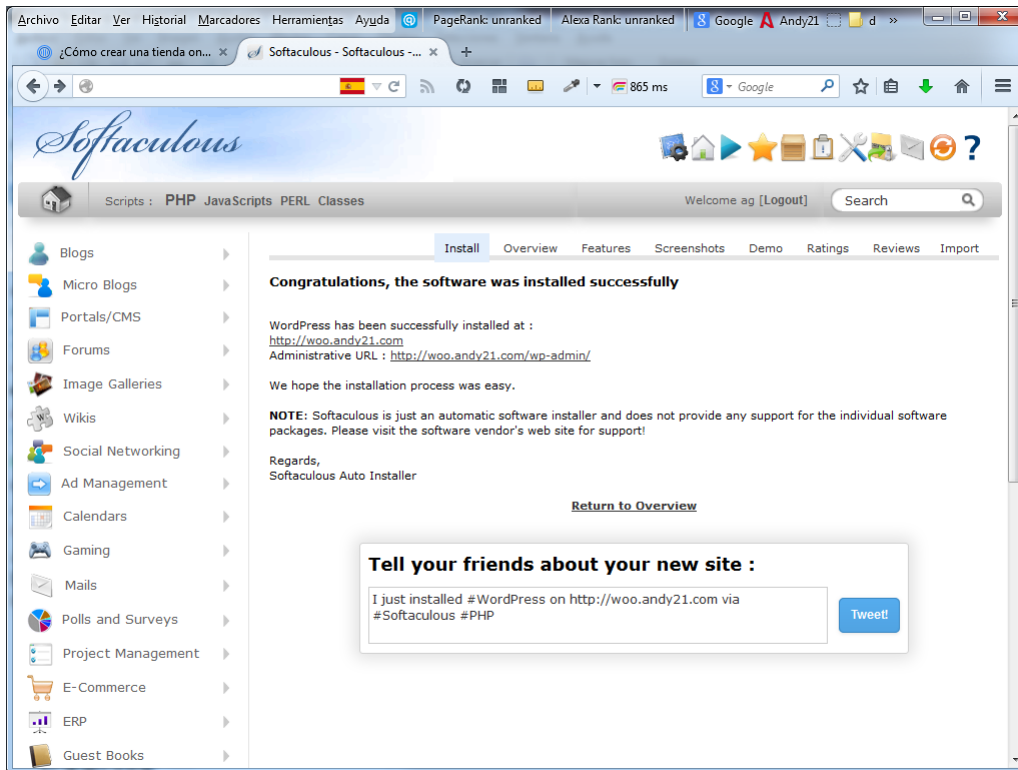 Archivo Editar Ver Historial Marcadores Herramientas Ayuda @ PageRank: unranked Alexa Rank: unranked Google Andy21 d »
¿Cómo crear una tienda on... × Softaculous - Softaculous -... × +
865 ms Google
Softaculous
Scripts : PHP JavaScripts PERL Classes Welcome ag [Logout] Search
Install Overview Features Screenshots Demo Ratings Reviews Import
Blogs
Micro Blogs
Portals/CMS
Forums
Image Galleries
Wikis
Social Networking
Ad Management
Calendars
Gaming
Mails
Polls and Surveys
Project Management
E-Commerce
ERP
Guest Books
Congratulations, the software was installed successfully
WordPress has been successfully installed at :
http://woo.andy21.com
Administrative URL : http://woo.andy21.com/wp-admin/
We hope the installation process was easy.
NOTE: Softaculous is just an automatic software installer and does not provide any support for the individual software
packages. Please visit the software vendor's web site for support!
Regards,
Softaculous Auto Installer
Return to Overview
Tell your friends about your new site :
I just installed #WordPress on http://woo.andy21.com via
#Softaculous #PHP
Tweet!